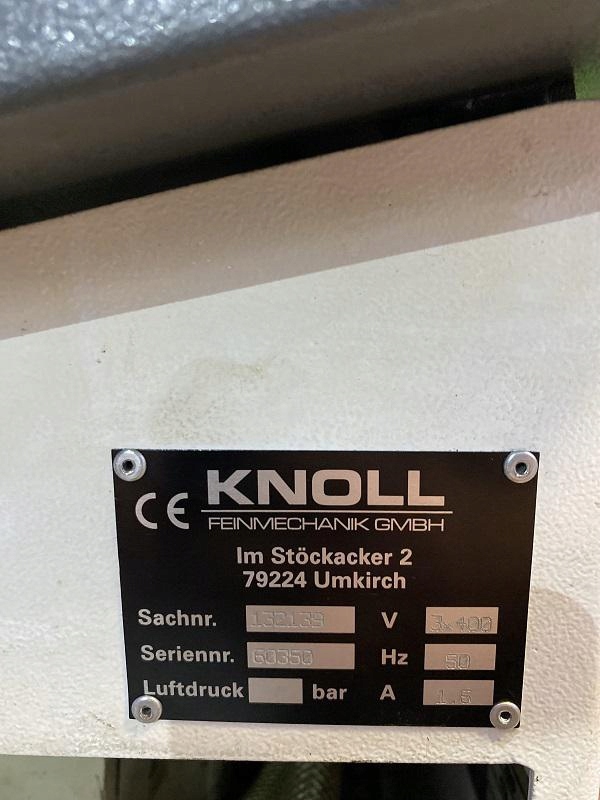 CE KNOLL
FEINMECHANIK GMBH
Im Stöckacker 2
79224 Umkirch
Sachnr. 132139 V 3x400
Seriennr. 60350 Hz 50
Luftdruck bar A 1.6